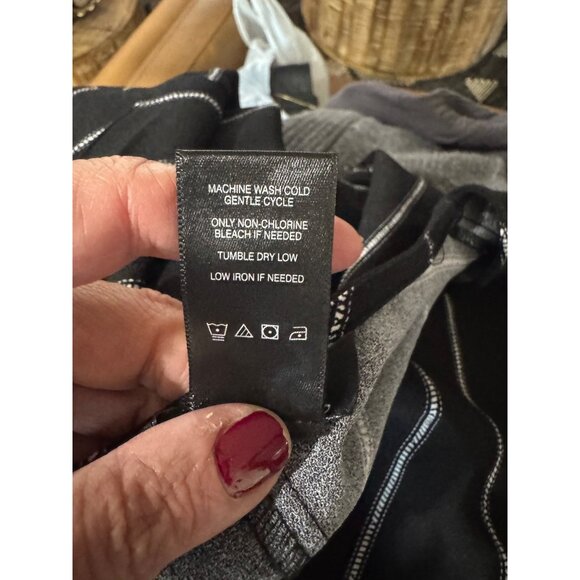 MACHINE WASH COLD
GENTLE CYCLE
ONLY NON-CHLORINE
BLEACH IF NEEDED
TUMBLE DRY LOW
LOW IRON IF NEEDED